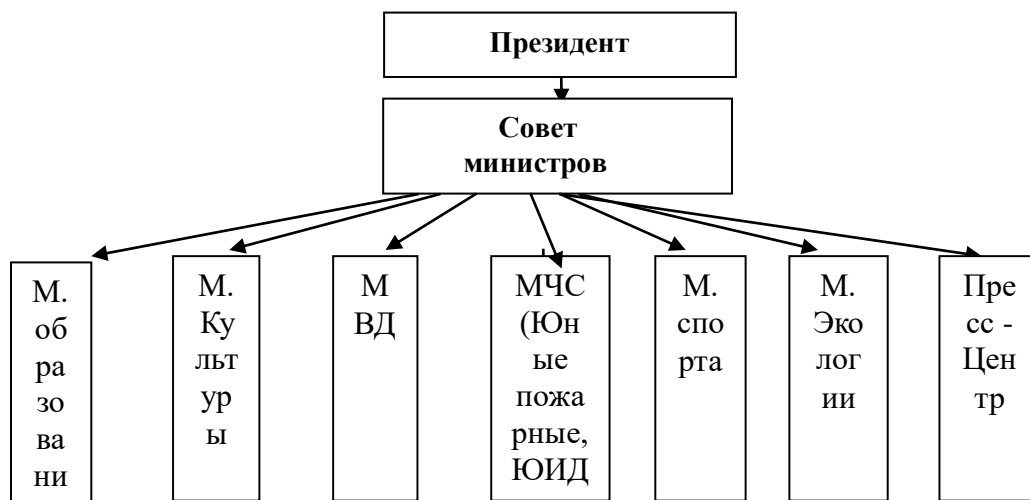 Президент
Совет
министров
М.
об
ра
зо
ва
ни
М.
Ку
льт
ур
ы
М
ВД
МЧС
(Юн
ые
пожа
рные,
ЮИД
М.
спо
рта
М.
Эко
лог
ии
Пре
сс -
Цен
тр